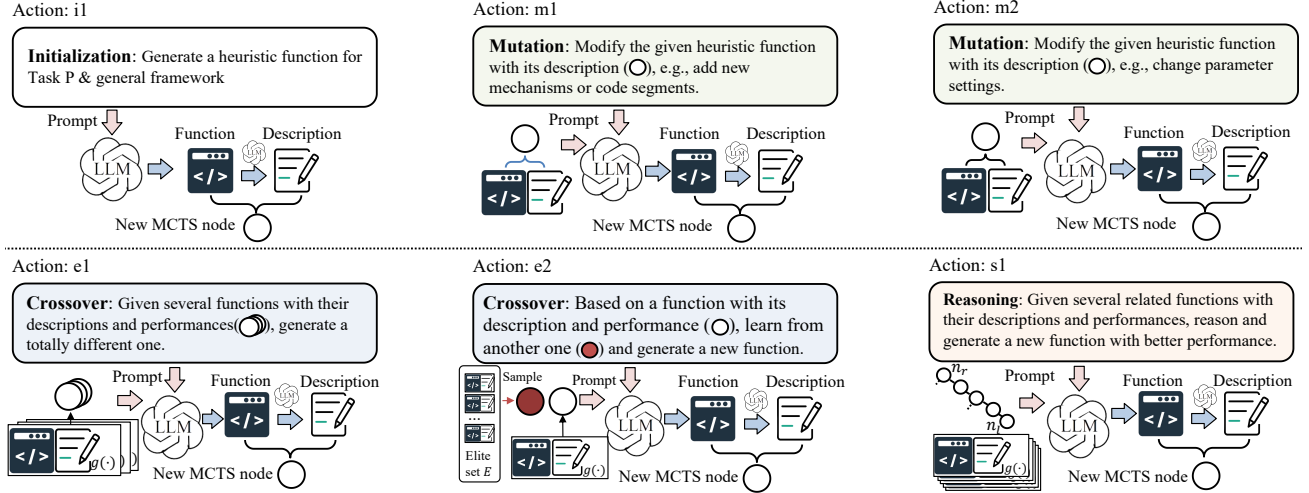 Action: i1
Initialization: Generate a heuristic function for
Task P & general framework
Prompt
Function
Description
LLM
LLM
</>
New MCTS node
Action: m1
Mutation: Modify the given heuristic function
with its description ( ), e.g., add new
mechanisms or code segments.
Prompt
Function
Description
LLM
LLM
</>
</>
New MCTS node
Action: m2
Mutation: Modify the given heuristic function
with its description ( ), e.g., change parameter
settings.
Prompt
Function
Description
LLM
LLM
</>
</>
New MCTS node
Action: e1
Crossover: Given several functions with their
descriptions and performances( ), generate a
totally different one.
Prompt
Function
Description
LLM
LLM
</>
</>
g(·)
)
)
New MCTS node
Action: e2
Crossover: Based on a function with its
description and performance ( ), learn from
another one ( ) and generate a new function.
Sample
Prompt
Function
Description
LLM
LLM
</>
</>
...
Elite
set E
g(·)
New MCTS node
Action: s1
Reasoning: Given several related functions with
their descriptions and performances, reason and
generate a new function with better performance.
n_r
Prompt
Function
Description
LLM
LLM
</>
n_l
</>
g(·)
New MCTS node